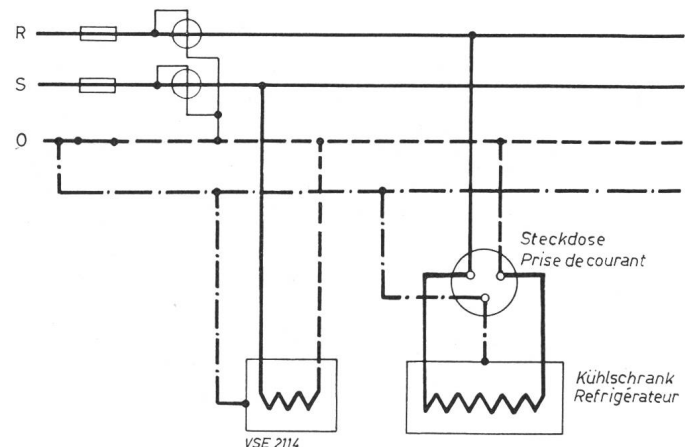 R
S
0
Steckdose
Prise de courant
Kühlschrank
Refrigérateur
VSE 2114